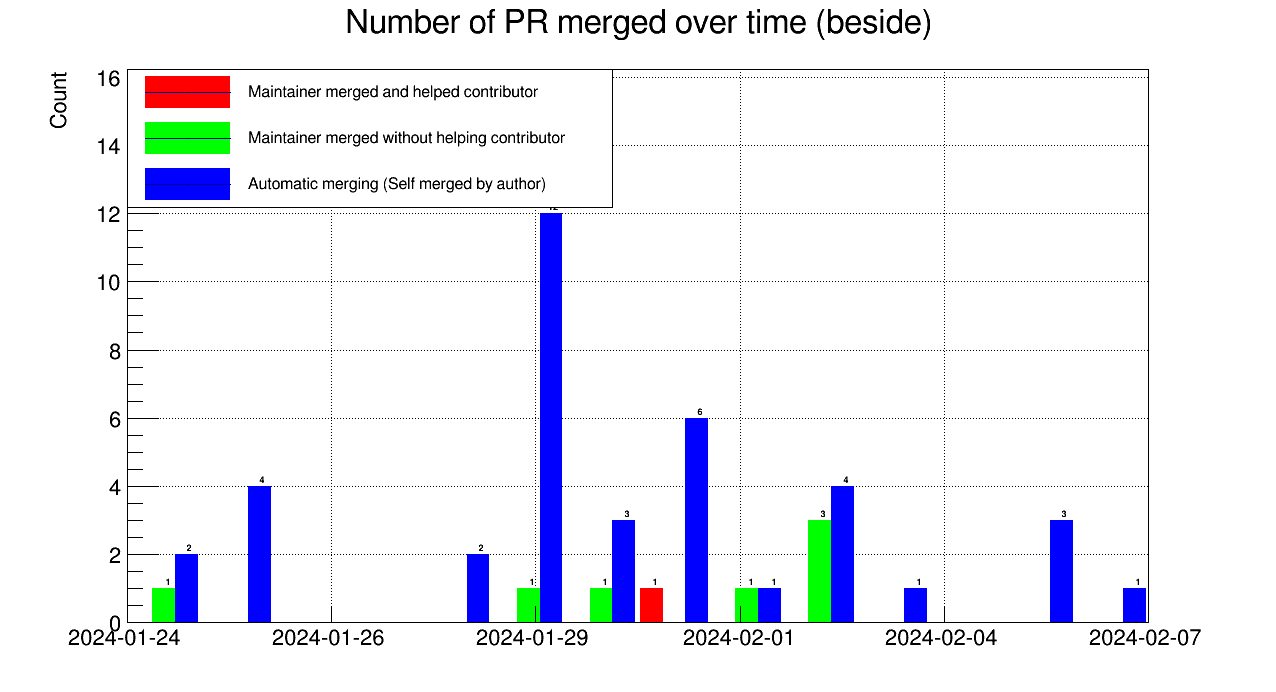 Number of PR merged over time (beside)
Count
16
14
12
10
8
6
4
2
0
Maintainer merged and helped contributor
Maintainer merged without helping contributor
Automatic merging (Self merged by author)
1 2 4 2 1 1 3 1 6 1 1 3 4 1 3 1
2024-01-24 2024-01-26 2024-01-29 2024-02-01 2024-02-04 2024-02-07